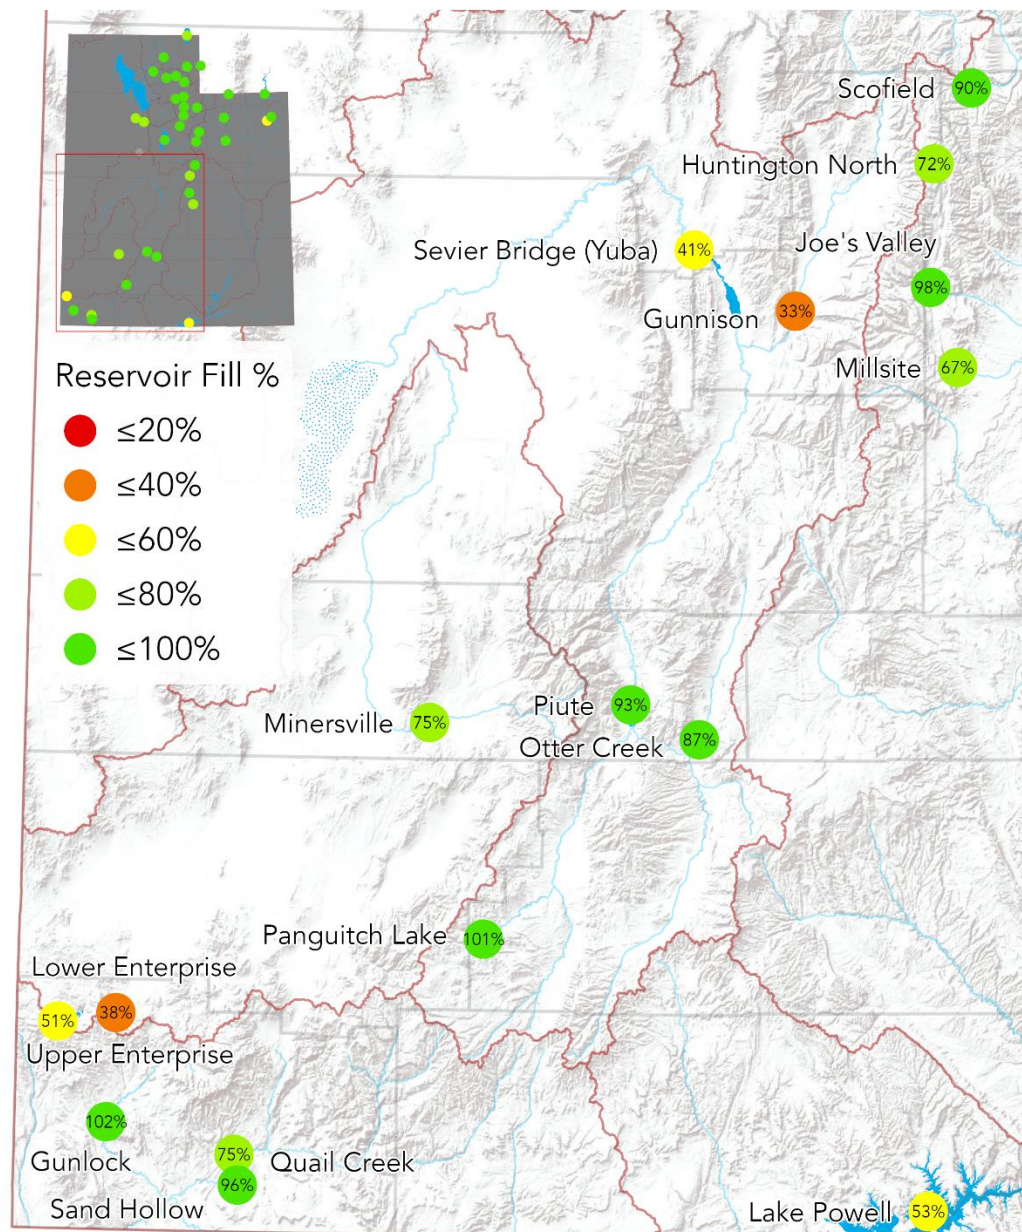 Scofield
90%
Huntington North
72%
Joe's Valley
Sevier Bridge (Yuba)
41%
98%
Gunnison
33%
Millsite
67%
Reservoir Fill %
≤20%
≤40%
≤60%
≤80%
≤100%
Piute
93%
Minersville
75%
Otter Creek
87%
Panguitch Lake
101%
Lower Enterprise
38%
51%
Upper Enterprise
102%
Gunlock
75%
Quail Creek
96%
Sand Hollow
Lake Powell
53%